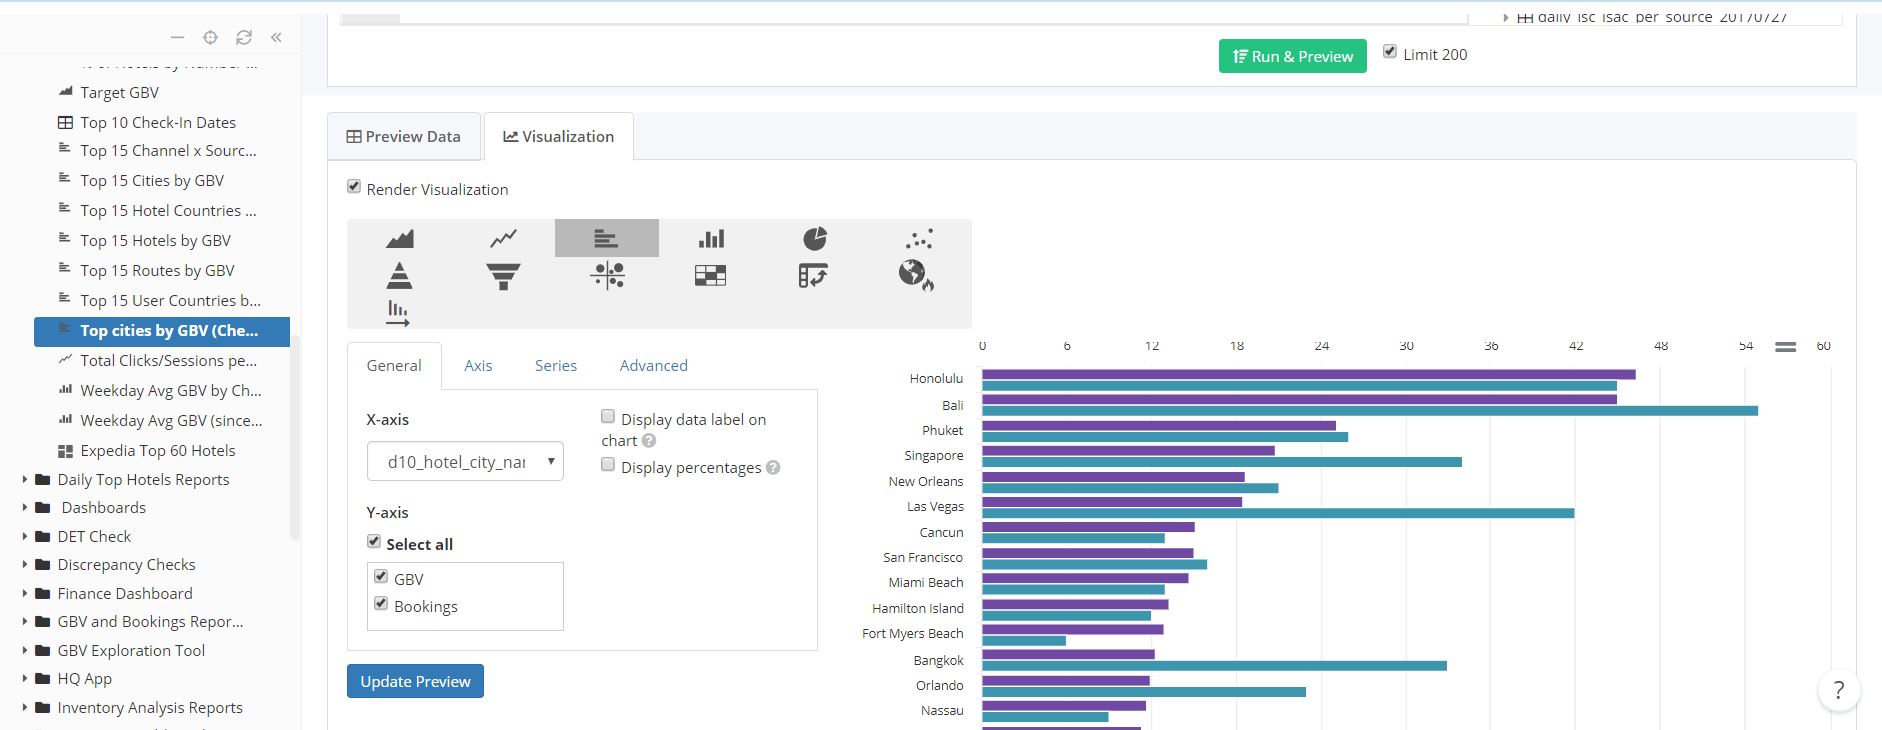 daily_isc_isac_per_source_20170727
Run & Preview
Limit 200
Target GBV
Top 10 Check-In Dates
Top 15 Channel x Sourc...
Top 15 Cities by GBV
Top 15 Hotel Countries ...
Top 15 Hotels by GBV
Top 15 Routes by GBV
Top 15 User Countries b...
Top cities by GBV (Che...
Total Clicks/Sessions pe...
Weekday Avg GBV by Ch...
Weekday Avg GBV (since...
Expedia Top 60 Hotels
Daily Top Hotels Reports
Dashboards
DET Check
Discrepancy Checks
Finance Dashboard
GBV and Bookings Repor...
GBV Exploration Tool
HQ App
Inventory Analysis Reports
Preview Data
Visualization
Render Visualization
General
Axis
Series
Advanced
X-axis
d10_hotel_city_nar
Y-axis
Select all
GBV
Bookings
Display data label on
chart ?
Display percentages ?
Update Preview
0 6 12 18 24 30 36 42 48 54 60
Honolulu
Bali
Phuket
Singapore
New Orleans
Las Vegas
Cancun
San Francisco
Miami Beach
Hamilton Island
Fort Myers Beach
Bangkok
Orlando
Nassau
?